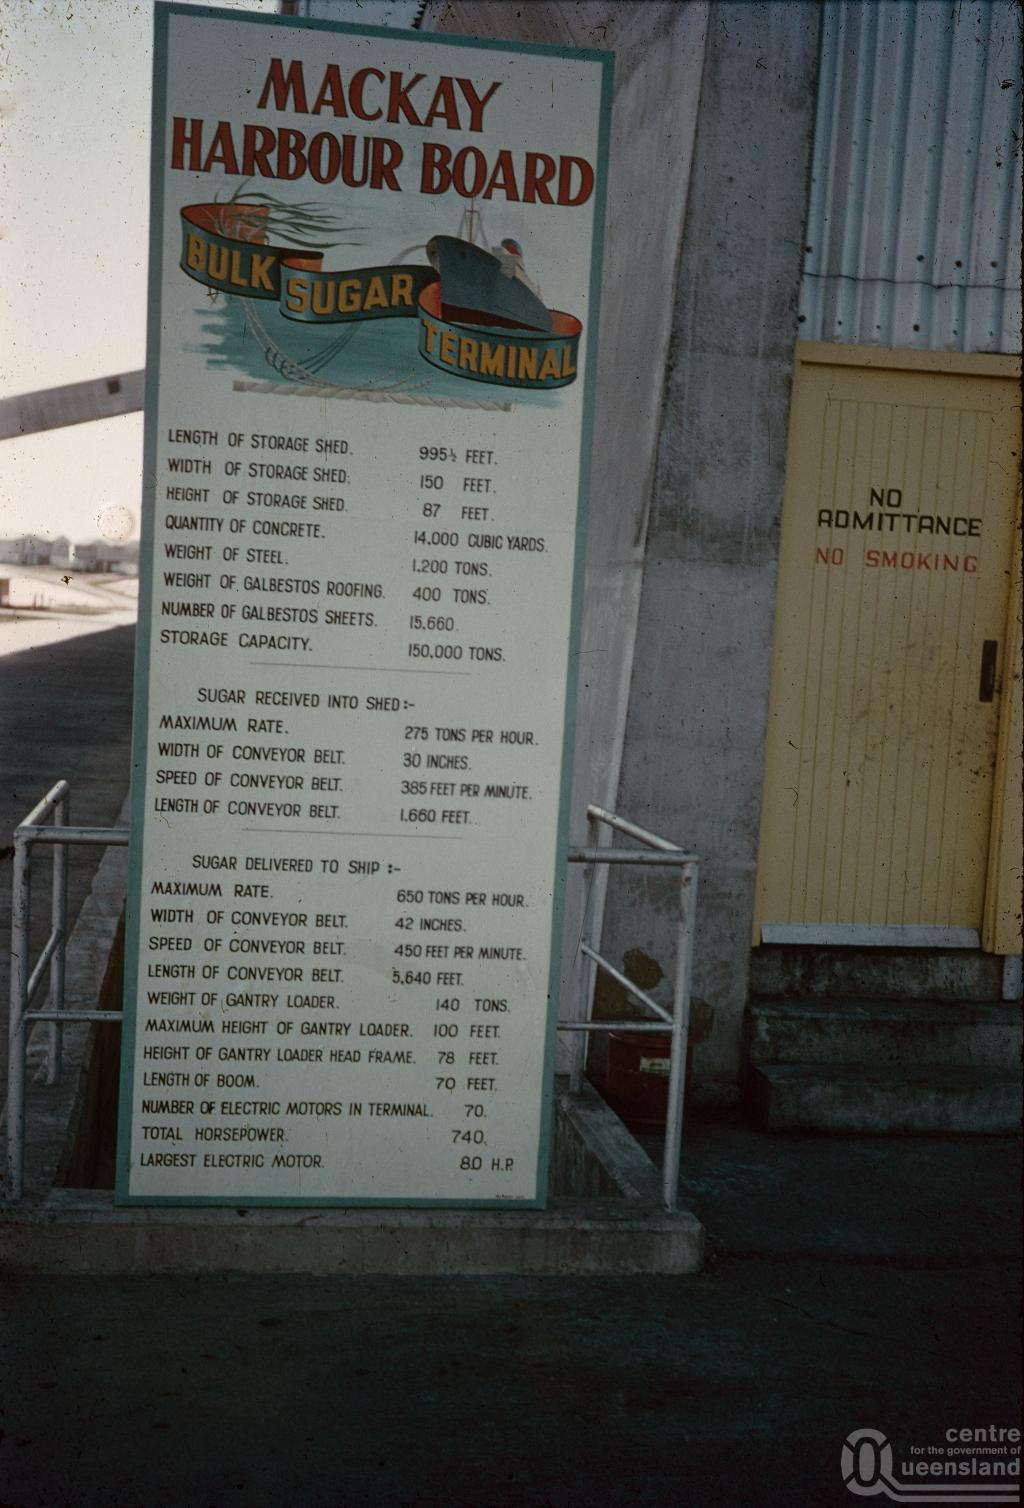 MACKAY
HARBOUR BOARD
BULK SUGAR TERMINAL
LENGTH OF STORAGE SHED. 995½ FEET.
WIDTH OF STORAGE SHED. 150 FEET.
HEIGHT OF STORAGE SHED. 87 FEET.
QUANTITY OF CONCRETE. 14,000 CUBIC YARDS.
WEIGHT OF STEEL. 1,200 TONS.
WEIGHT OF GALBESTOS ROOFING. 400 TONS.
NUMBER OF GALBESTOS SHEETS. 15,660.
STORAGE CAPACITY. 150,000 TONS.
SUGAR RECEIVED INTO SHED:-
MAXIMUM RATE. 275 TONS PER HOUR.
WIDTH OF CONVEYOR BELT. 30 INCHES.
SPEED OF CONVEYOR BELT. 385 FEET PER MINUTE.
LENGTH OF CONVEYOR BELT. 1,660 FEET.
SUGAR DELIVERED TO SHIP :-
MAXIMUM RATE. 650 TONS PER HOUR.
WIDTH OF CONVEYOR BELT. 42 INCHES.
SPEED OF CONVEYOR BELT. 450 FEET PER MINUTE.
LENGTH OF CONVEYOR BELT. 5,640 FEET.
WEIGHT OF GANTRY LOADER. 140 TONS.
MAXIMUM HEIGHT OF GANTRY LOADER. 100 FEET.
HEIGHT OF GANTRY LOADER HEAD FRAME. 78 FEET.
LENGTH OF BOOM. 70 FEET.
NUMBER OF ELECTRIC MOTORS IN TERMINAL. 70.
TOTAL HORSEPOWER. 740.
LARGEST ELECTRIC MOTOR. 80 H.P.
NO
ADMITTANCE
NO SMOKING
centre
for the government of
Queensland